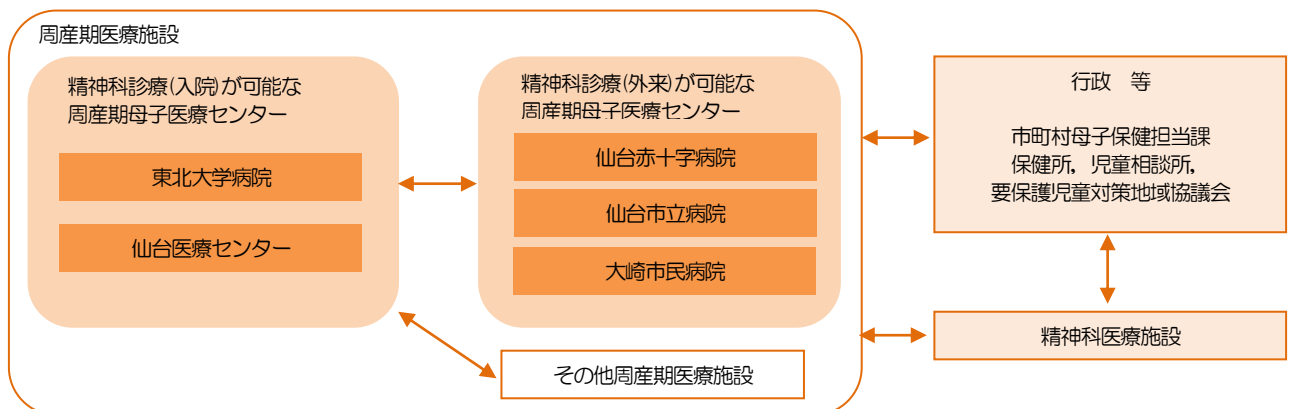 周産期医療施設
精神科診療(入院)が可能な
周産期母子医療センター
東北大学病院
仙台医療センター
精神科診療(外来)が可能な
周産期母子医療センター
仙台赤十字病院
仙台市立病院
大崎市民病院
その他周産期医療施設
行政　等
市町村母子保健担当課
保健所，児童相談所，
要保護児童対策地域協議会
精神科医療施設